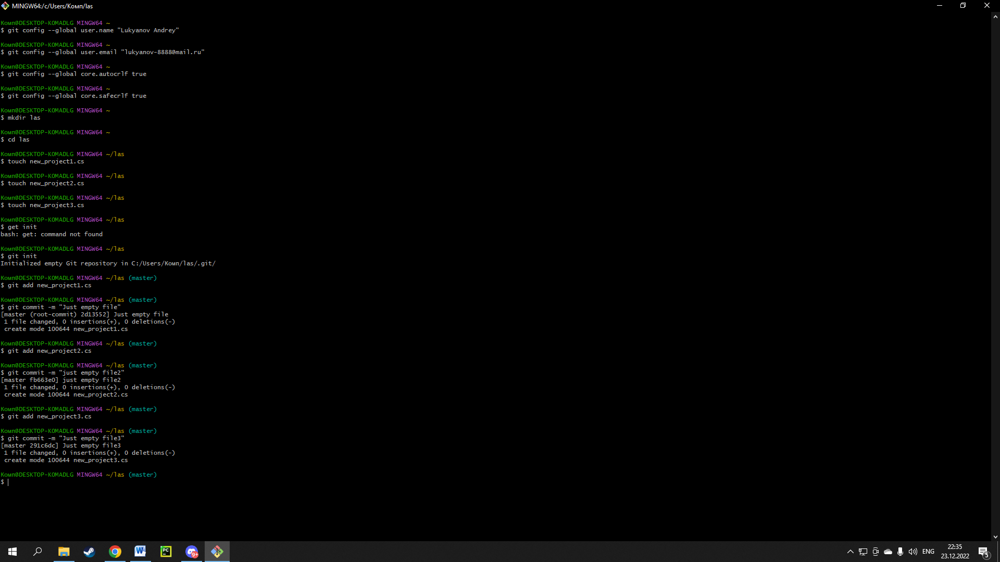 MINGW64:/c/Users/Комп/las
Комп@DESKTOP-KOMADLG MINGW64 ~
$ git config --global user.name "Lukyanov Andrey"
Комп@DESKTOP-KOMADLG MINGW64 ~
$ git config --global user.email "lukyanov-8888@mail.ru"
Комп@DESKTOP-KOMADLG MINGW64 ~
$ git config --global core.autocrlf true
Комп@DESKTOP-KOMADLG MINGW64 ~
$ git config --global core.safecrlf true
Комп@DESKTOP-KOMADLG MINGW64 ~
$ mkdir las
Комп@DESKTOP-KOMADLG MINGW64 ~
$ cd las
Комп@DESKTOP-KOMADLG MINGW64 ~/las
$ touch new_project1.cs
Комп@DESKTOP-KOMADLG MINGW64 ~/las
$ touch new_project2.cs
Комп@DESKTOP-KOMADLG MINGW64 ~/las
$ touch new_project3.cs
Комп@DESKTOP-KOMADLG MINGW64 ~/las
$ get init
bash: get: command not found
Комп@DESKTOP-KOMADLG MINGW64 ~/las
$ git init
Initialized empty Git repository in C:/Users/Комп/las/.git/
Комп@DESKTOP-KOMADLG MINGW64 ~/las (master)
$ git add new_project1.cs
Комп@DESKTOP-KOMADLG MINGW64 ~/las (master)
$ git commit -m "Just empty file"
[master (root-commit) 2d13552] Just empty file
 1 file changed, 0 insertions(+), 0 deletions(-)
 create mode 100644 new_project1.cs
Комп@DESKTOP-KOMADLG MINGW64 ~/las (master)
$ git add new_project2.cs
Комп@DESKTOP-KOMADLG MINGW64 ~/las (master)
$ git commit -m "just empty file2"
[master fb663e0] just empty file2
 1 file changed, 0 insertions(+), 0 deletions(-)
 create mode 100644 new_project2.cs
Комп@DESKTOP-KOMADLG MINGW64 ~/las (master)
$ git add new_project3.cs
Комп@DESKTOP-KOMADLG MINGW64 ~/las (master)
$ git commit -m "Just empty file3"
[master 291c6dc] Just empty file3
 1 file changed, 0 insertions(+), 0 deletions(-)
 create mode 100644 new_project3.cs
Комп@DESKTOP-KOMADLG MINGW64 ~/las (master)
$
W PC 9+ ENG 22:35 5
23.12.2022